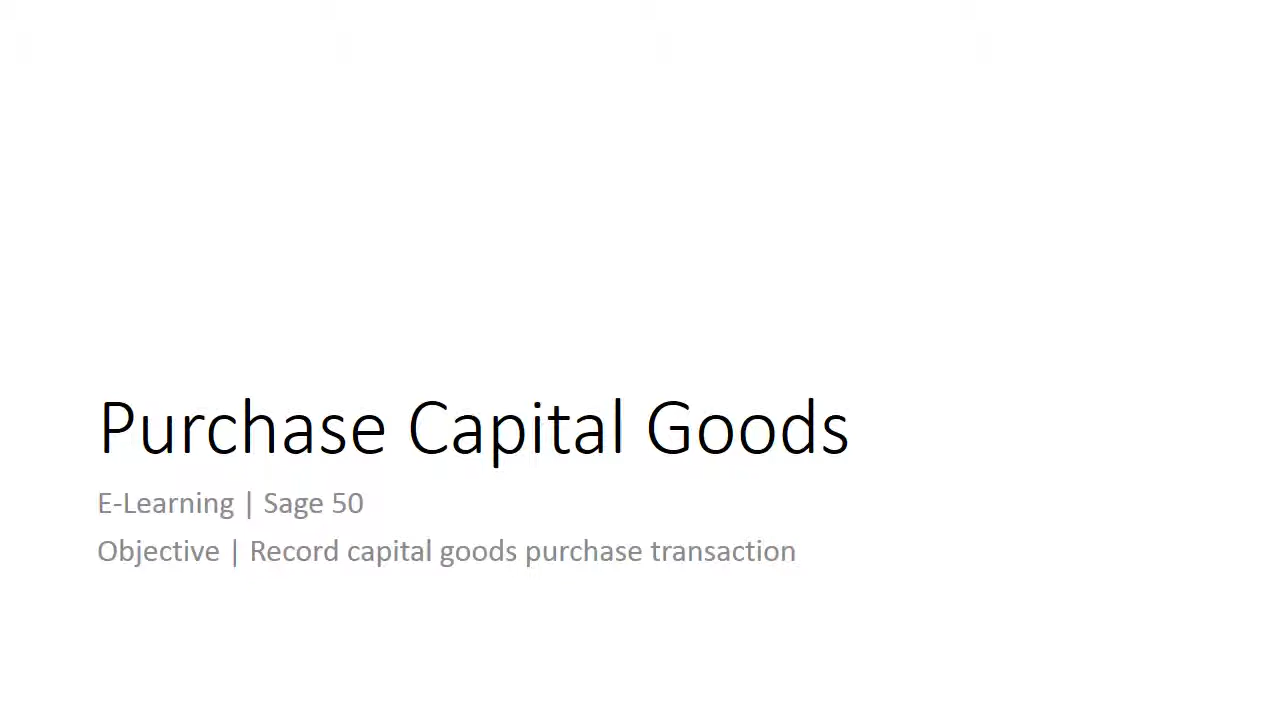 Purchase Capital Goods
E-Learning | Sage 50
Objective | Record capital goods purchase transaction